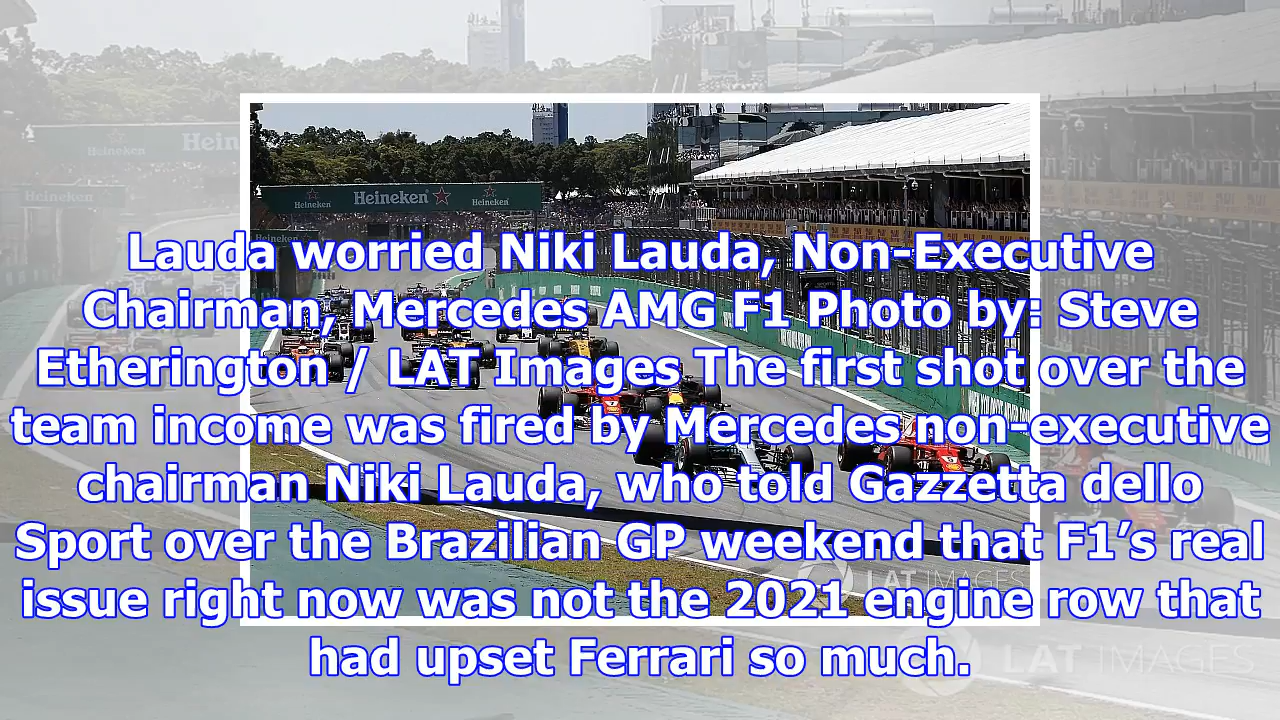 Heinken
Heineken
Heineken
Heineken
Heineken
Heineken
Heineken
Lauda worried Niki Lauda, Non-Executive
Chairman, Mercedes AMG F1 Photo by: Steve
Etherington / LAT Images The first shot over the
team income was fired by Mercedes non-executive
chairman Niki Lauda, who told Gazzetta dello
Sport over the Brazilian GP weekend that F1’s real
issue right now was not the 2021 engine row that
had upset Ferrari so much.
LAT IMAGES
LAT IMAGES